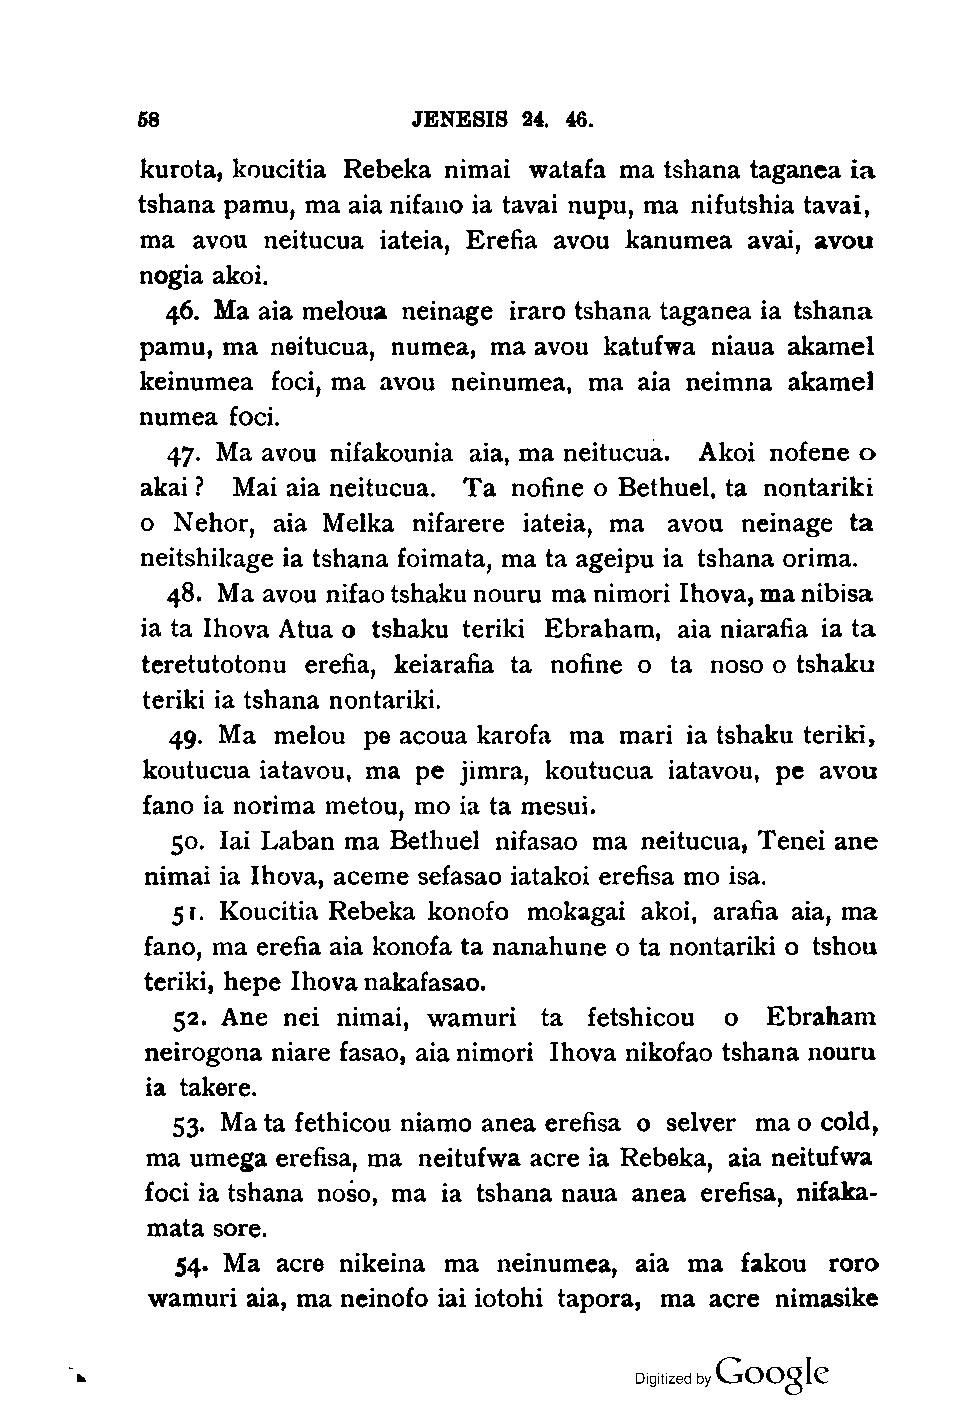 58 JENESIS 24. 46.
kurota, koucitia Rebeka nimai watafa ma tshana taganea ia
tshana pamu, ma aia nifano ia tavai nupu, ma nifutshia tavai,
ma avou neitucua iateia, Erefia avou kanumea avai, avou
nogia akoi.
46. Ma aia meloua neinage iraro tshana taganea ia tshana
pamu, ma neitucua, numea, ma avou katufwa niaua akamel
keinumea foci, ma avou neinumea, ma aia neimna akamel
numea foci.
47. Ma avou nifakounia aia, ma neitucua. Akoi nofene o
akai ? Mai aia neitucua. Ta nofine o Bethuel, ta nontariki
o Nehor, aia Melka nifarere iateia, ma avou neinage ta
neitshikage ia tshana foimata, ma ta ageipu ia tshana orima.
48. Ma avou nifao tshaku nouru ma nimori Ihova, ma nibisa
ia ta Ihova Atua o tshaku teriki Ebraham, aia niarafia ia ta
teretutotonu erefia, keiarafia ta nofine o ta noso o tshaku
teriki ia tshana nontariki.
49. Ma melou pe acoua karofa ma mari ia tshaku teriki,
koutucua iatavou, ma pe jimra, koutucua iatavou, pe avou
fano ia norima metou, mo ia ta mesui.
50. Iai Laban ma Bethuel nifasao ma neitucua, Tenei ane
nimai ia Ihova, aceme sefasao iatakoi erefisa mo isa.
51. Koucitia Rebeka konofo mokagai akoi, arafia aia, ma
fano, ma erefia aia konofa ta nanahune o ta nontariki o tshou
teriki, hepe Ihova nakafasao.
52. Ane nei nimai, wamuri ta fetshicou o Ebraham
neirogona niare fasao, aia nimori Ihova nikofao tshana nouru
ia takere.
53. Ma ta fethicou niamo anea erefisa o selver ma o cold,
ma umega erefisa, ma neitufwa acre ia Rebeka, aia neitufwa
foci ia tshana noso, ma ia tshana naua anea erefisa, nifaka-
mata sore.
54. Ma acre nikeina ma neinumea, aia ma fakou roro
wamuri aia, ma neinofo iai iotohi tapora, ma acre nimasike
Digitized by Google